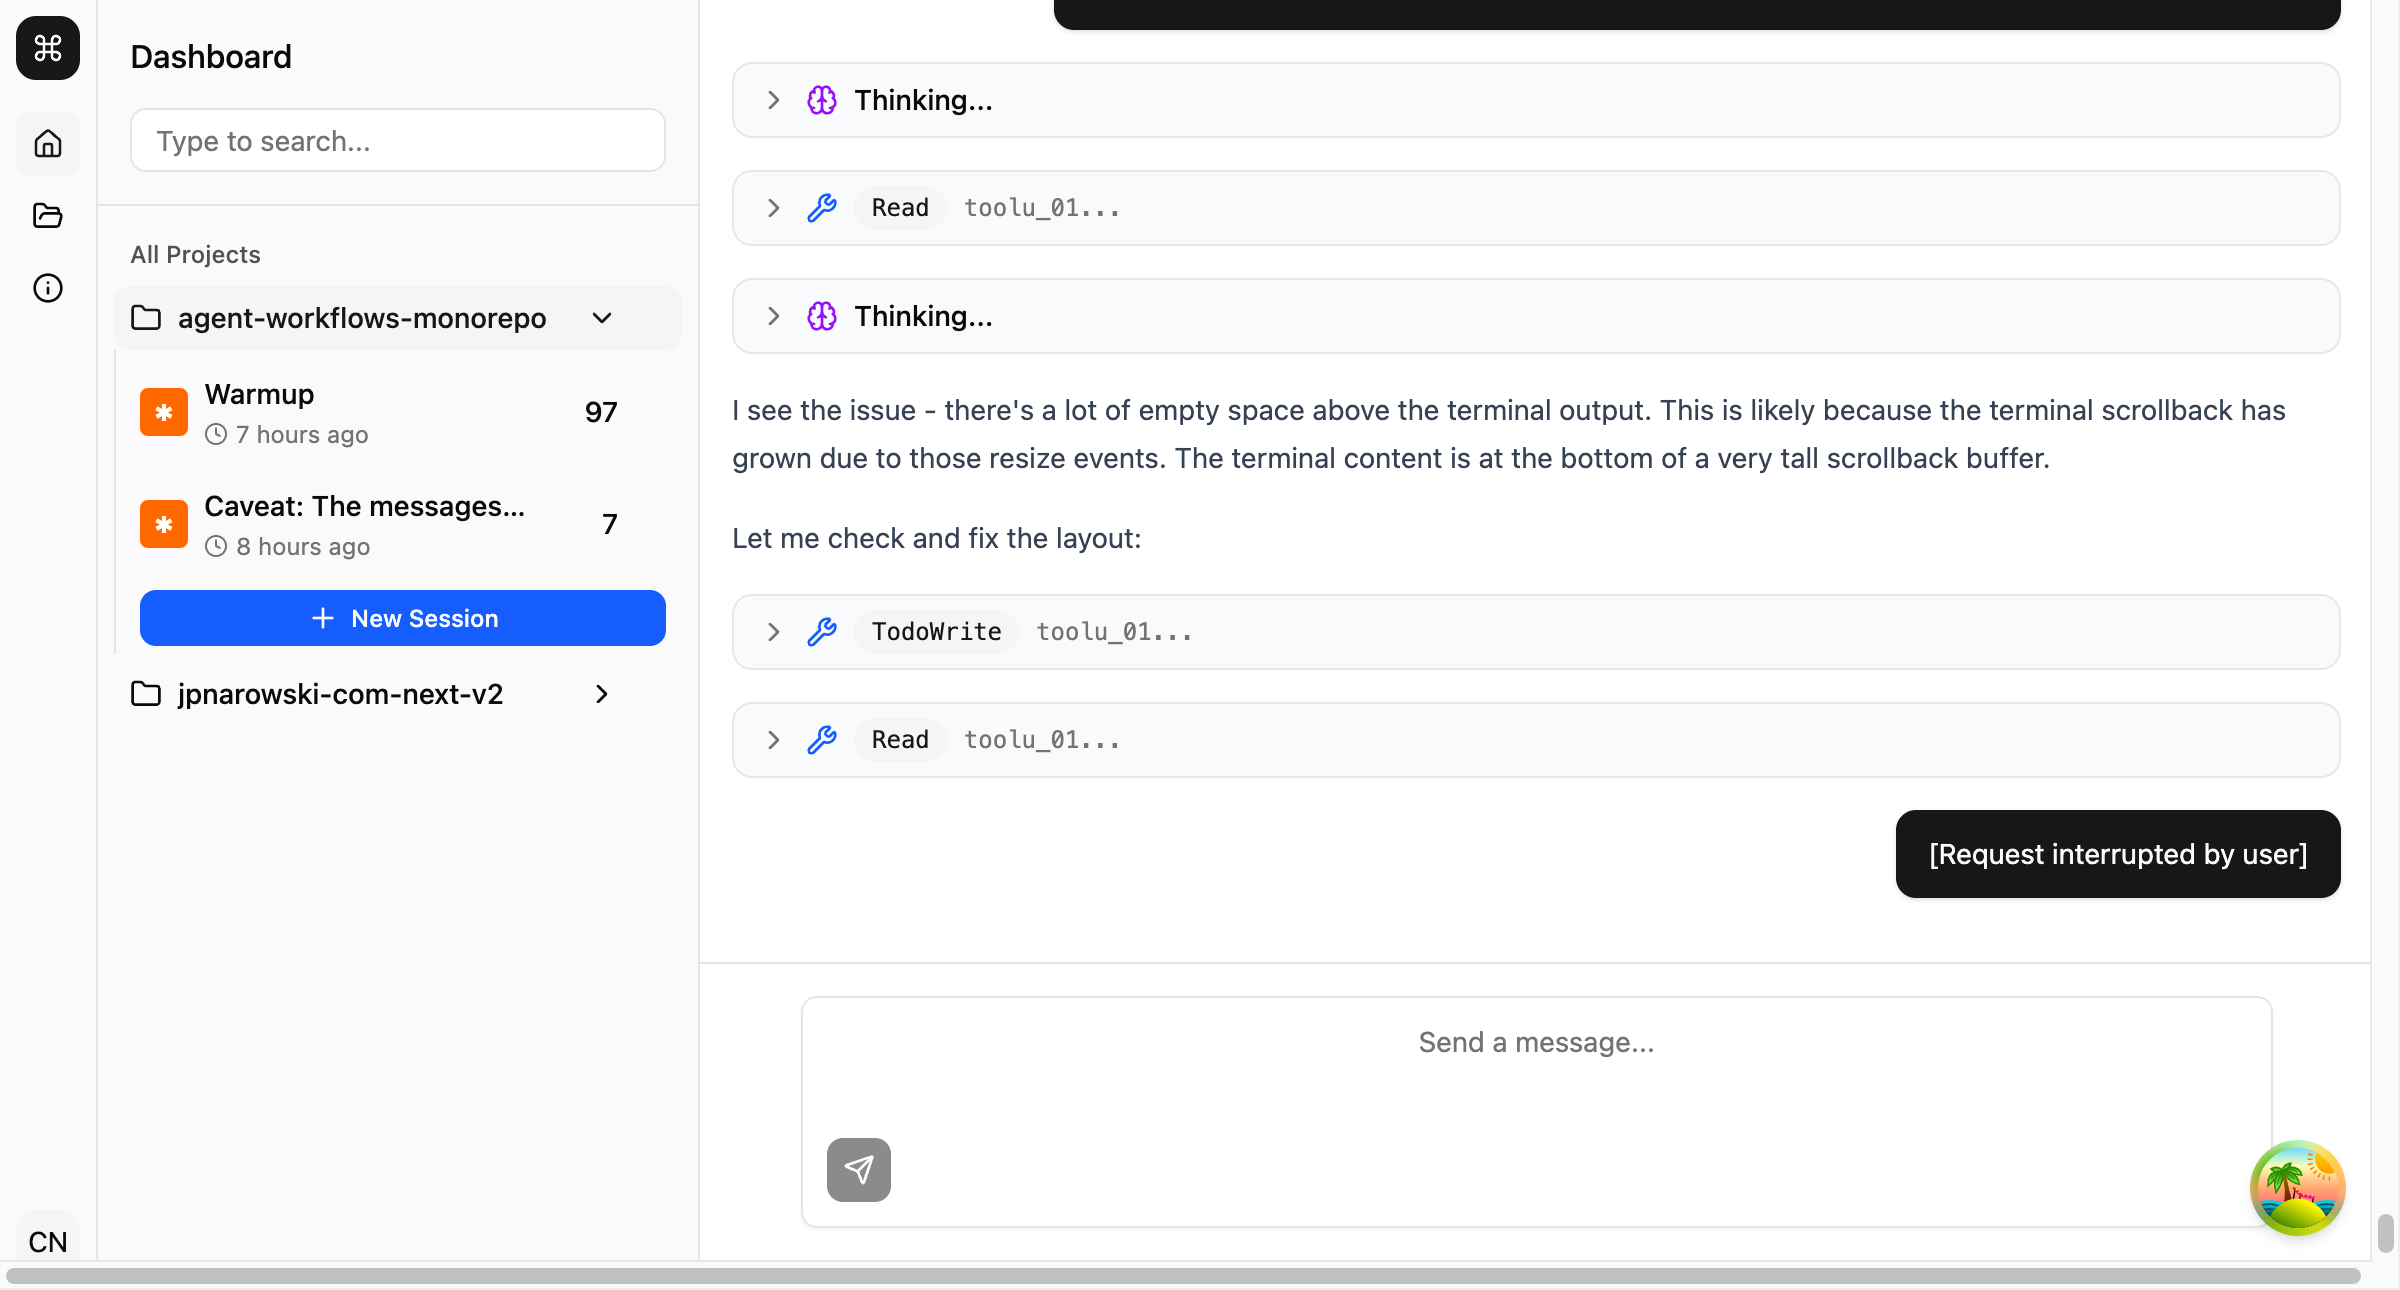 Dashboard
Type to search...
All Projects
agent-workflows-monorepo
Warmup
7 hours ago
97
Caveat: The messages...
8 hours ago
7
New Session
jpnarowski-com-next-v2
CN
Thinking...
Read toolu_01...
Thinking...
I see the issue - there's a lot of empty space above the terminal output. This is likely because the terminal scrollback has
grown due to those resize events. The terminal content is at the bottom of a very tall scrollback buffer.
Let me check and fix the layout:
TodoWrite toolu_01...
Read toolu_01...
[Request interrupted by user]
Send a message...